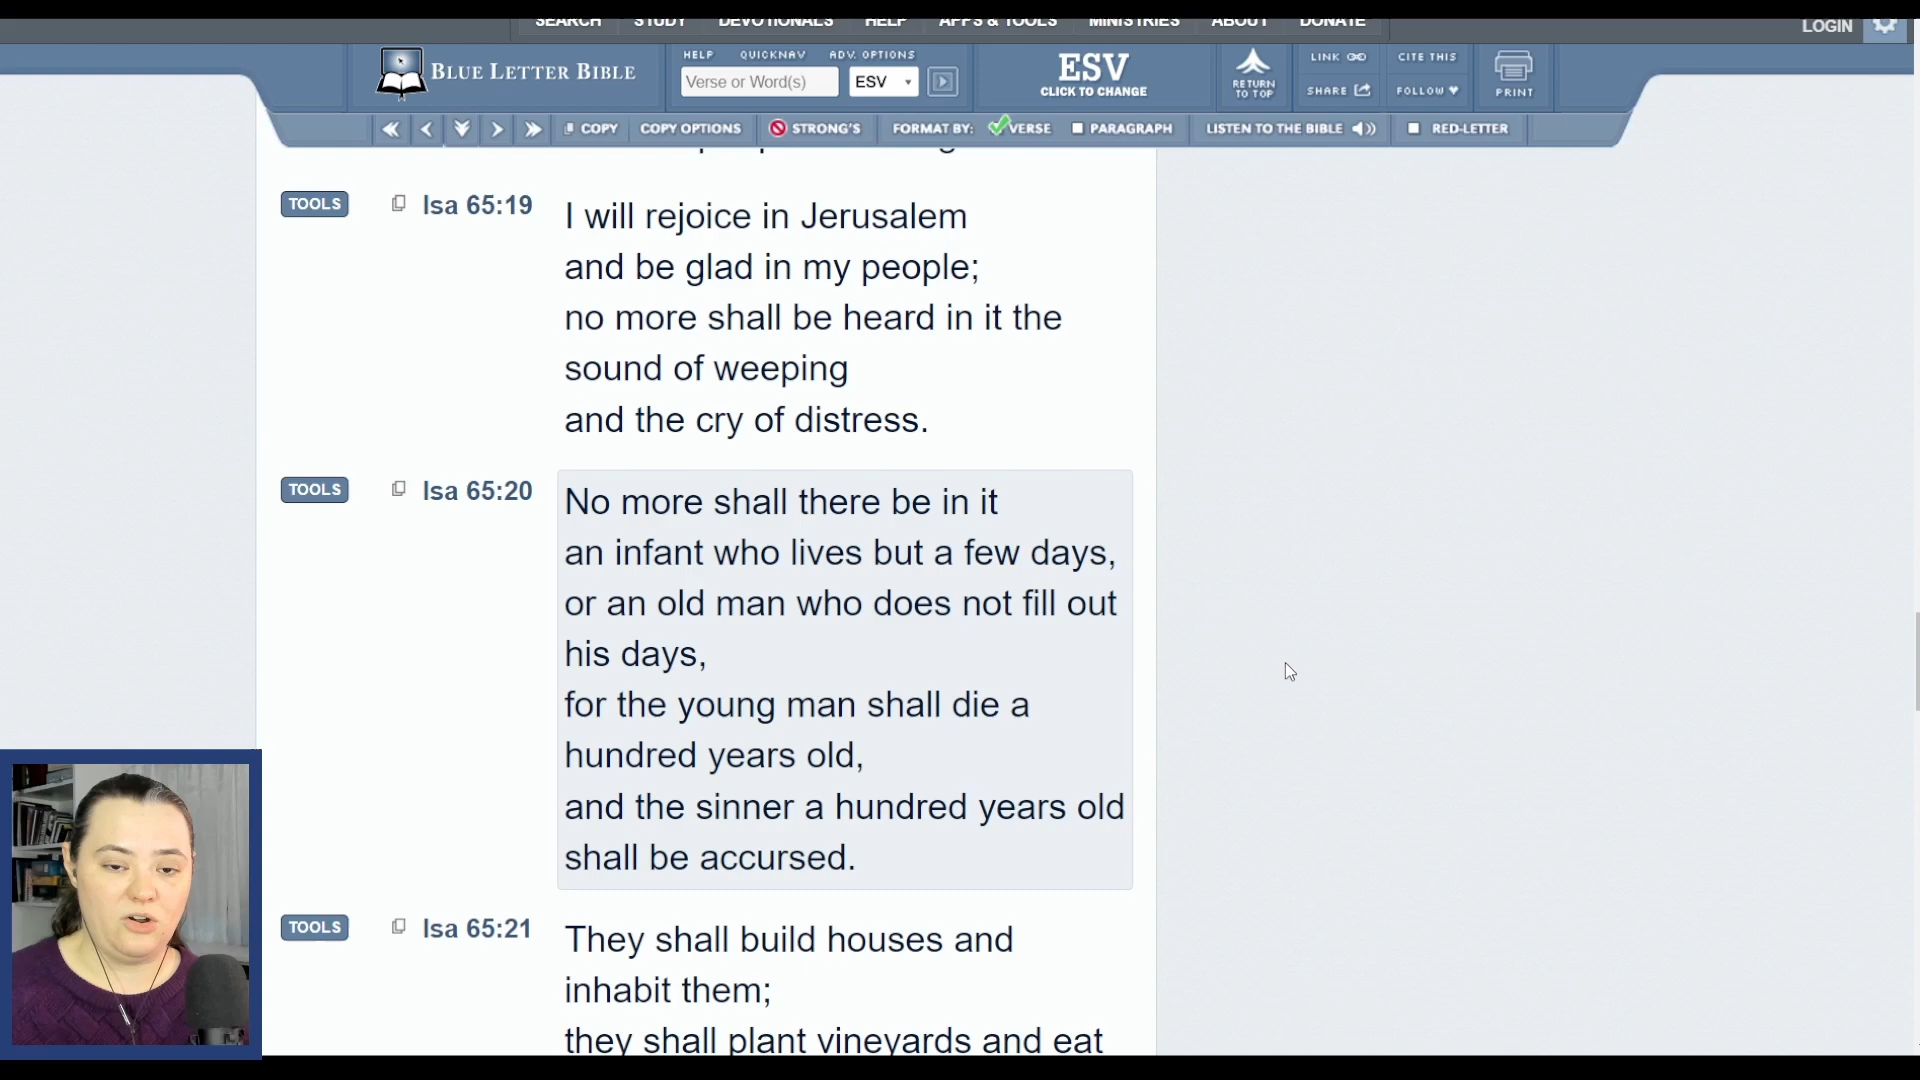 SEARCH STUDY DEVOTIONALS HELP APPS & TOOLS MINISTRIES ABOUT DONATE
LOGIN
BLUE LETTER BIBLE
HELP QUICKNAV ADV. OPTIONS
Verse or Word(s) ESV
ESV
CLICK TO CHANGE
RETURN
TO TOP
LINK CITE THIS
SHARE FOLLOW
PRINT
COPY COPY OPTIONS STRONG'S FORMAT BY: VERSE PARAGRAPH LISTEN TO THE BIBLE RED-LETTER
TOOLS Isa 65:19 I will rejoice in Jerusalem
and be glad in my people;
no more shall be heard in it the
sound of weeping
and the cry of distress.
TOOLS Isa 65:20 No more shall there be in it
an infant who lives but a few days,
or an old man who does not fill out
his days,
for the young man shall die a
hundred years old,
and the sinner a hundred years old
shall be accursed.
TOOLS Isa 65:21 They shall build houses and
inhabit them;
they shall plant vineyards and eat